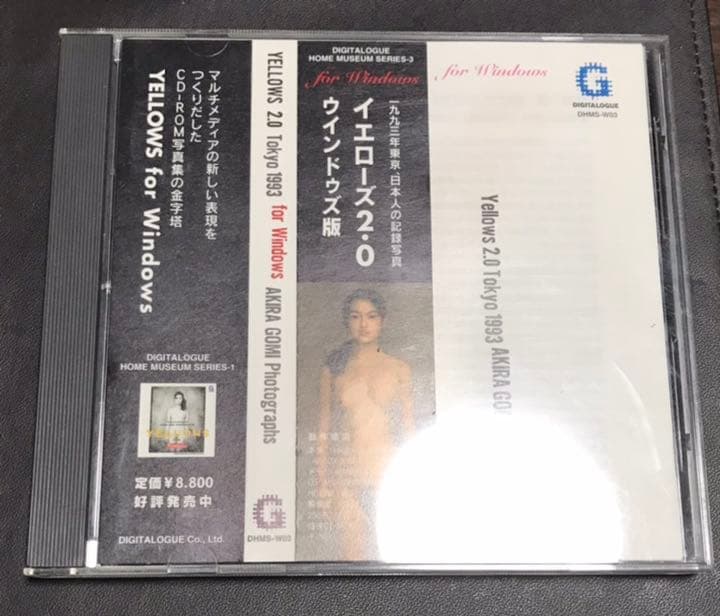 マルチメディアの新しい表現を
つくりだした
CD-ROM写真集の金字塔
YELLOWS for Windows
DIGITALOGUE
HOME MUSEUM SERIES-1
YELLOWS
定価¥8.800
好評発売中
DIGITALOGUE Co., Ltd.
YELLOWS 2.0 Tokyo 1993 for Windows AKIRA GOMI Photographs
G
DHMS-W03
DIGITALOGUE
HOME MUSEUM SERIES-3
for Windows
一九九三年東京、日本人の記録写真
イエローズ2.0
ウインドゥズ版
for Windows
G
DIGITALOGUE
DHMS-W03
Yellows 2.0 Tokyo 1993 AKIRA